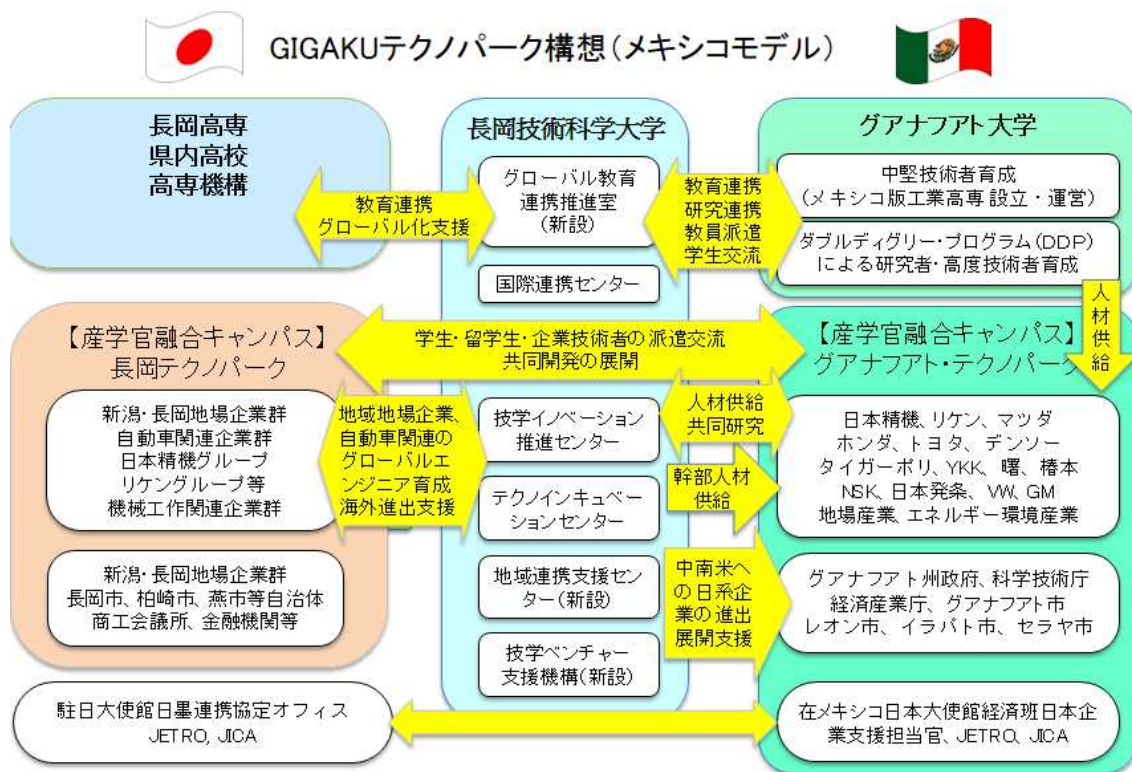 GIGAKUテクノパーク構想(メキシコモデル)
長岡高専
県内高校
高専機構
教育連携
グローバル化支援
長岡技術科学大学
グローバル教育
連携推進室
(新設)
国際連携センター
教育連携
研究連携
教員派遣
学生交流
グアナフアト大学
中堅技術者育成
(メキシコ版工業高専 設立・運営)
ダブルディグリー・プログラム(DDP)
による研究者・高度技術者育成
人材供給
【産学官融合キャンパス】
長岡テクノパーク
学生・留学生・企業技術者の派遣交流
共同開発の展開
【産学官融合キャンパス】
グアナフアト・テクノパーク
新潟・長岡地場企業群
自動車関連企業群
日本精機グループ
リケングループ等
機械工作関連企業群
地域地場企業、
自動車関連の
グローバルエ
ンジニア育成
海外進出支援
技学イノベーション
推進センター
人材供給
共同研究
テクノインキュベー
ションセンター
幹部人材
供給
日本精機、リケン、マツダ
ホンダ、トヨタ、デンソー
タイガーポリ、YKK、曙、椿本
NSK、日本発条、VW、GM
地場産業、エネルギー環境産業
新潟・長岡地場企業群
長岡市、柏崎市、燕市等自治体
商工会議所、金融機関等
地域連携支援セン
ター(新設)
技学ベンチャー
支援機構(新設)
中南米へ
の日系企
業の進出
展開支援
グアナフアト州政府、科学技術庁
経済産業庁、グアナフアト市
レオン市、イラパト市、セラヤ市
駐日大使館日墨連携協定オフィス
JETRO, JICA
在メキシコ日本大使館経済班日本企
業支援担当官、JETRO、JICA